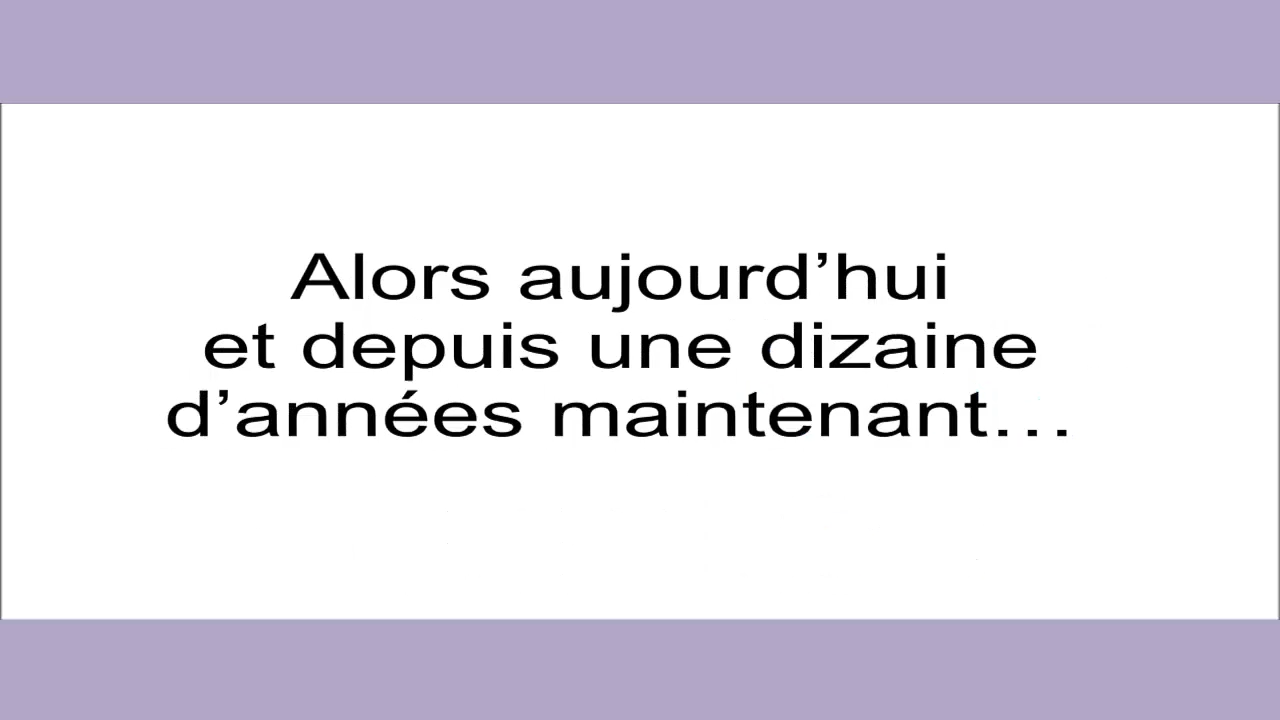 Alors aujourd’hui
et depuis une dizaine
d’années maintenant…